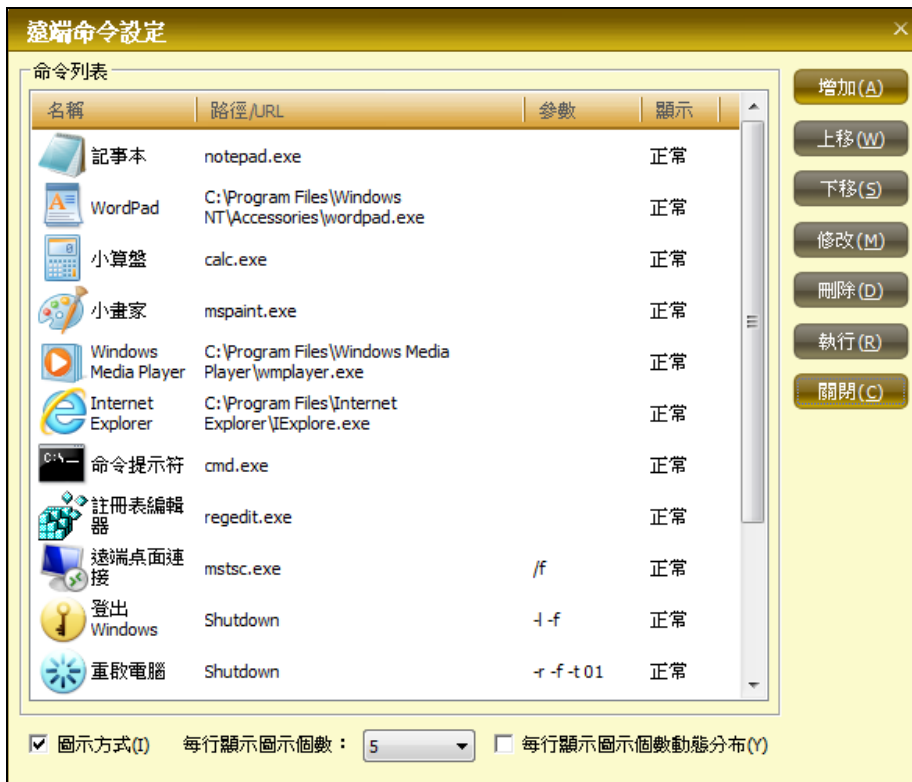 遠端命令設定
命令列表
名稱 路徑/URL 參數 顯示
記事本 notepad.exe 正常
WordPad C:\Program Files\Windows NT\Accessories\wordpad.exe 正常
小算盤 calc.exe 正常
小畫家 mspaint.exe 正常
Windows Media Player C:\Program Files\Windows Media Player\wmplayer.exe 正常
Internet Explorer C:\Program Files\Internet Explorer\IExplore.exe 正常
C:\ 命令提示符 cmd.exe 正常
註冊表編輯器 regedit.exe 正常
遠端桌面連接 mstsc.exe /f 正常
登出 Windows Shutdown -l -f 正常
重啟電腦 Shutdown -r -f -t 01 正常
增加(A)
上移(W)
下移(S)
修改(M)
刪除(D)
執行(R)
關閉(C)
圖示方式(I) 每行顯示圖示個數: 5 每行顯示圖示個數動態分布(Y)